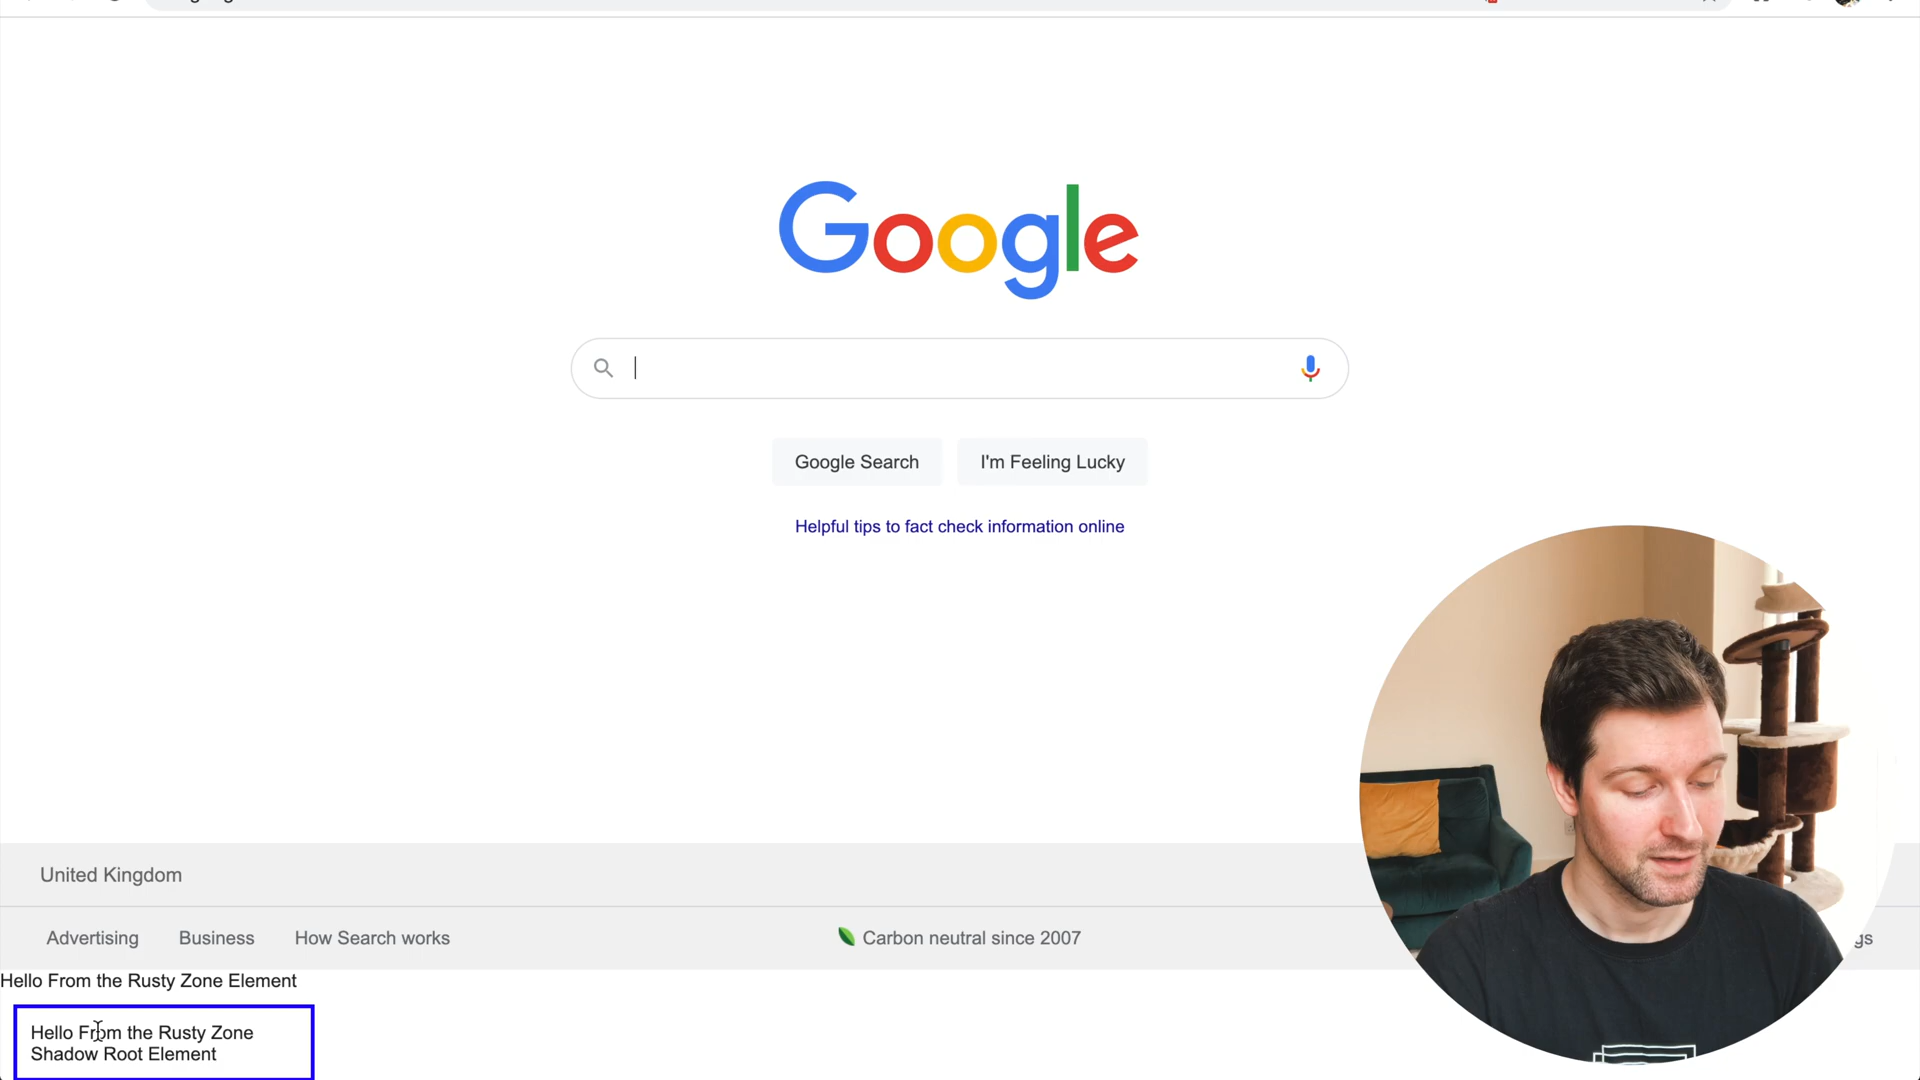 Google
Google Search
I'm Feeling Lucky
Helpful tips to fact check information online
United Kingdom
Advertising Business How Search works Carbon neutral since 2007
Hello From the Rusty Zone Element
Hello From the Rusty Zone
Shadow Root Element